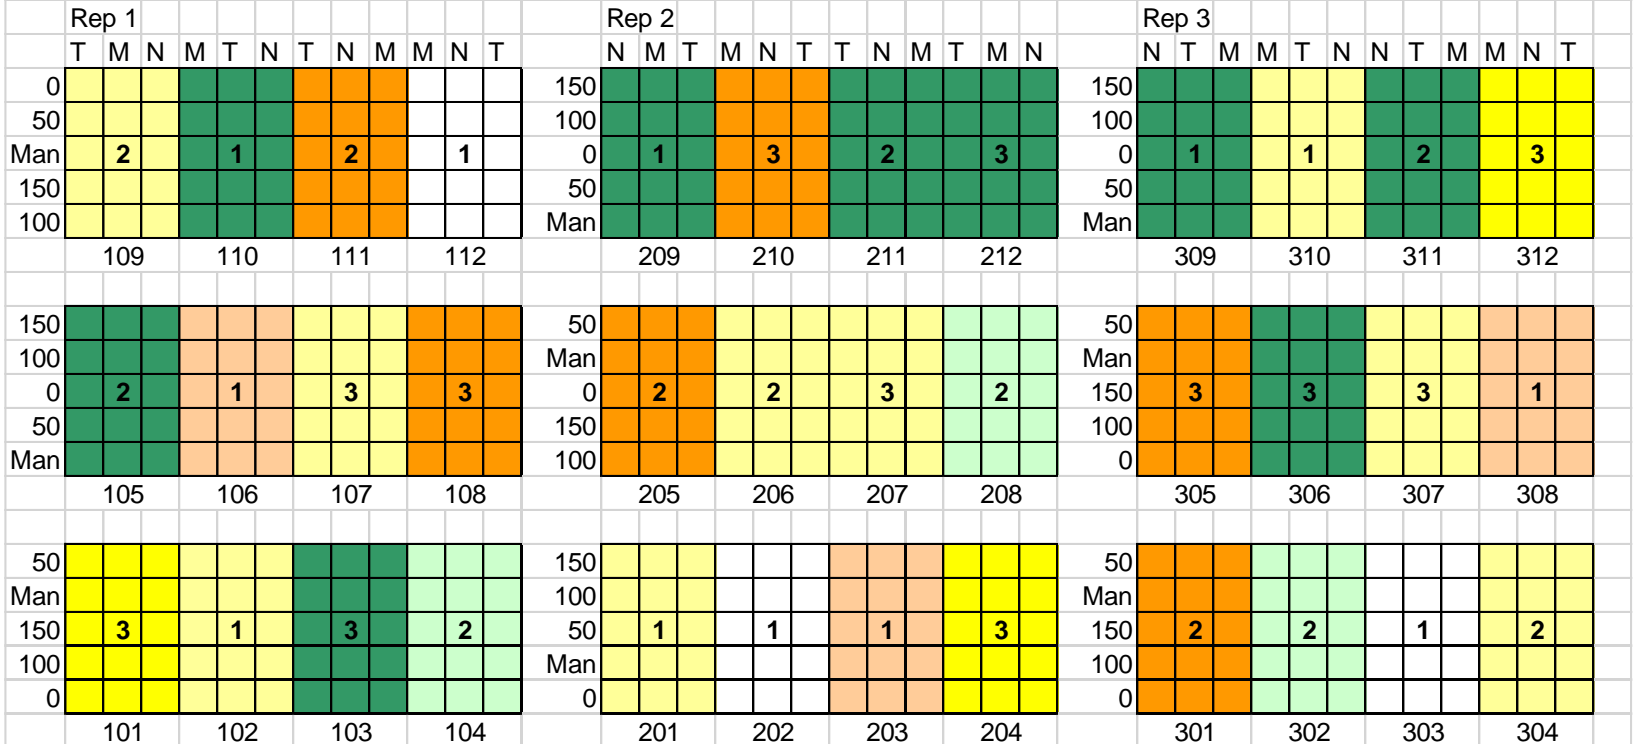 Rep 1 Rep 2 Rep 3
T M N M T N T N M M N T N M T M N T T N M T M N N T M M T N N T M M N T
0 150 150
50 100 100
Man 2 1 2 1 0 1 3 2 3 0 1 1 2 3
150 50 50
100 Man Man
109 110 111 112 209 210 211 212 309 310 311 312
150 50 50
100 Man Man
0 2 1 3 3 0 2 2 3 2 150 3 3 3 1
50 150 100
Man 100 0
105 106 107 108 205 206 207 208 305 306 307 308
50 150 50
Man 100 Man
150 3 1 3 2 50 1 1 1 3 150 2 2 1 2
100 Man 100
0 0 0
101 102 103 104 201 202 203 204 301 302 303 304